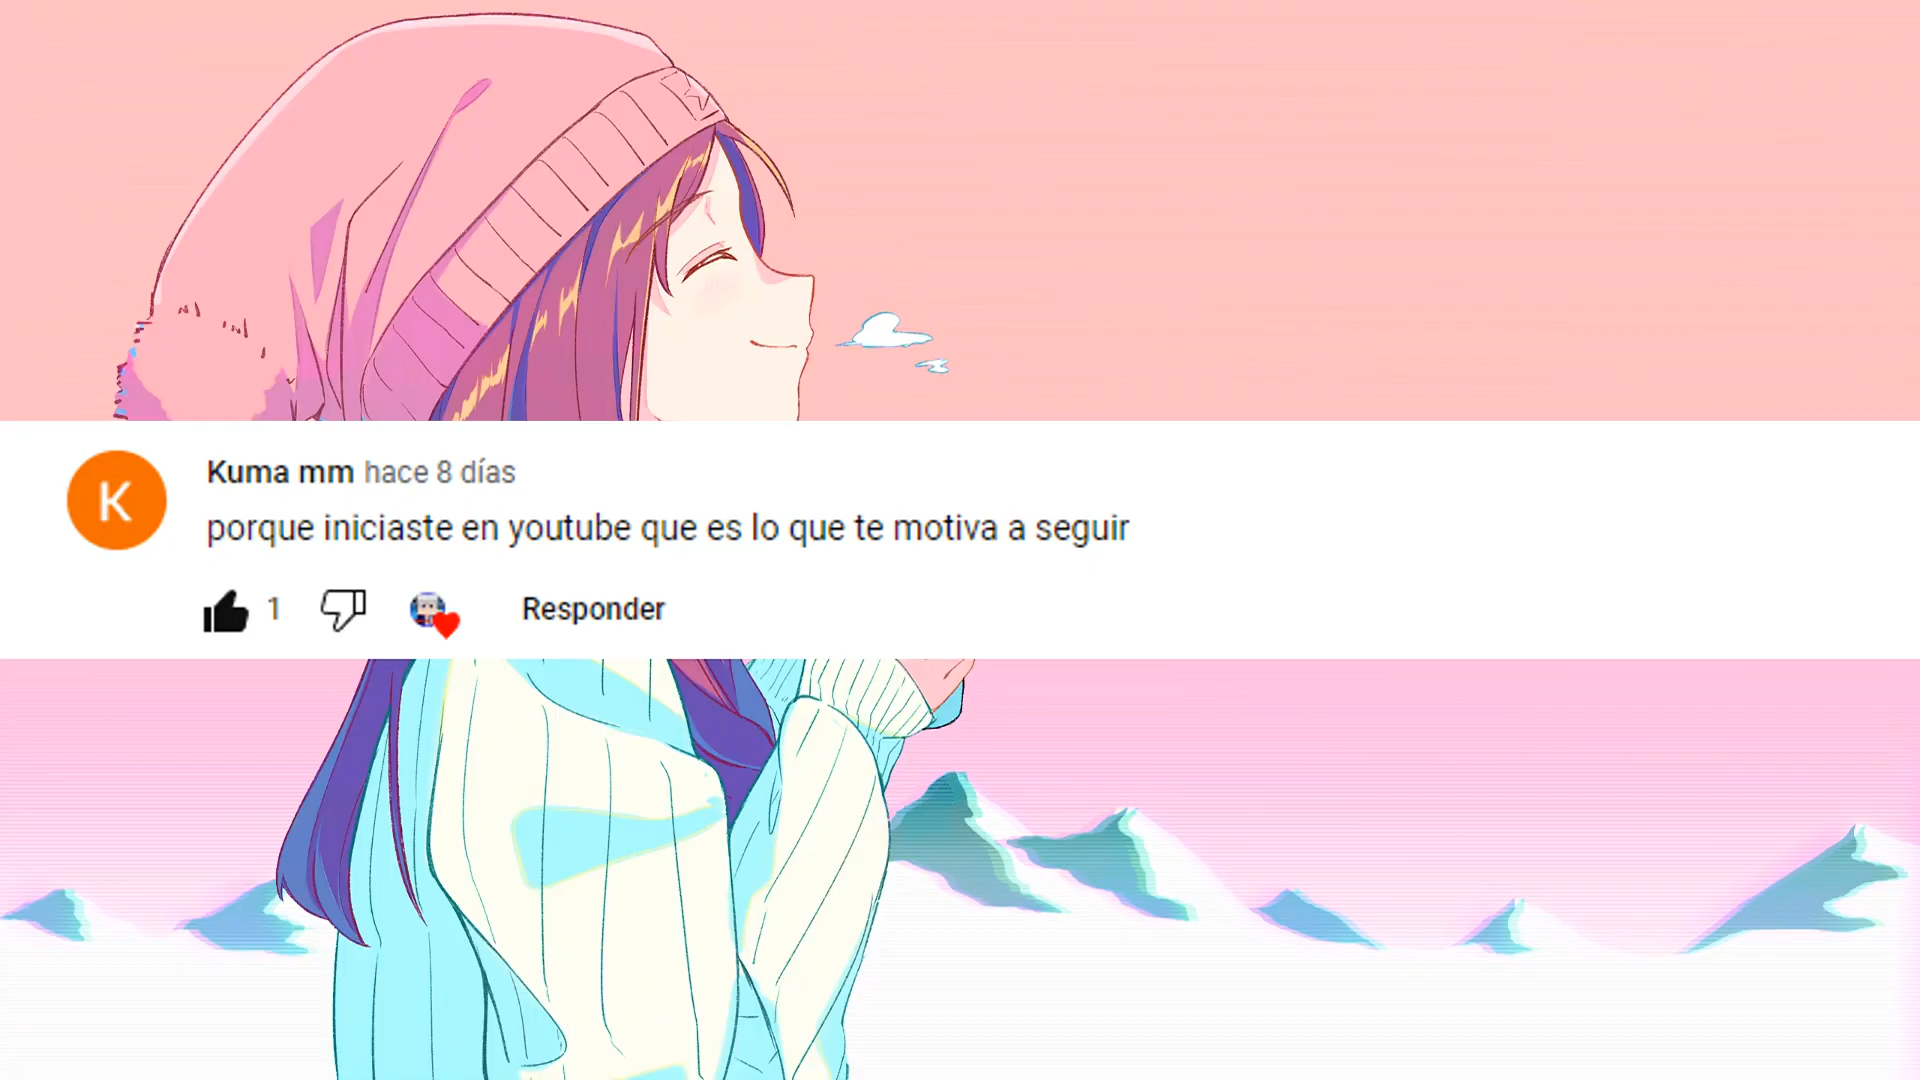 K
Kuma mm hace 8 días
porque iniciaste en youtube que es lo que te motiva a seguir
1 Responder